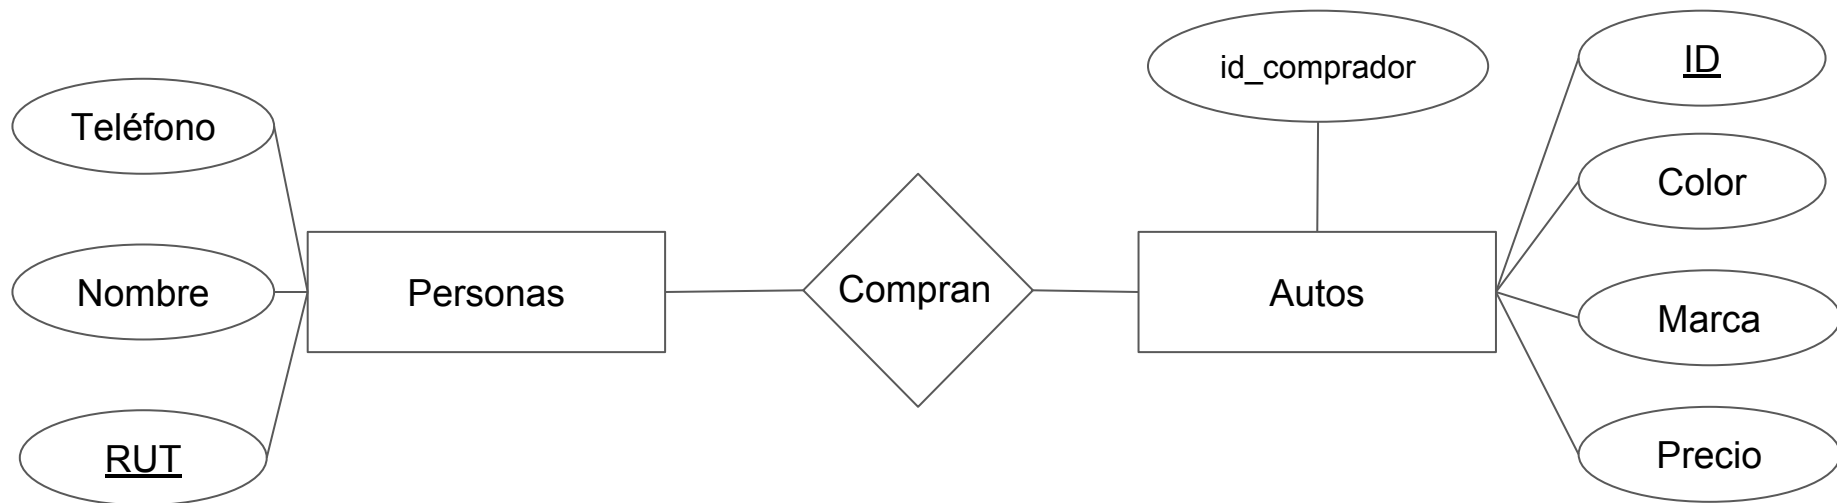 id_comprador
ID
Teléfono
Color
Nombre
Personas
Compran
Autos
Marca
RUT
Precio